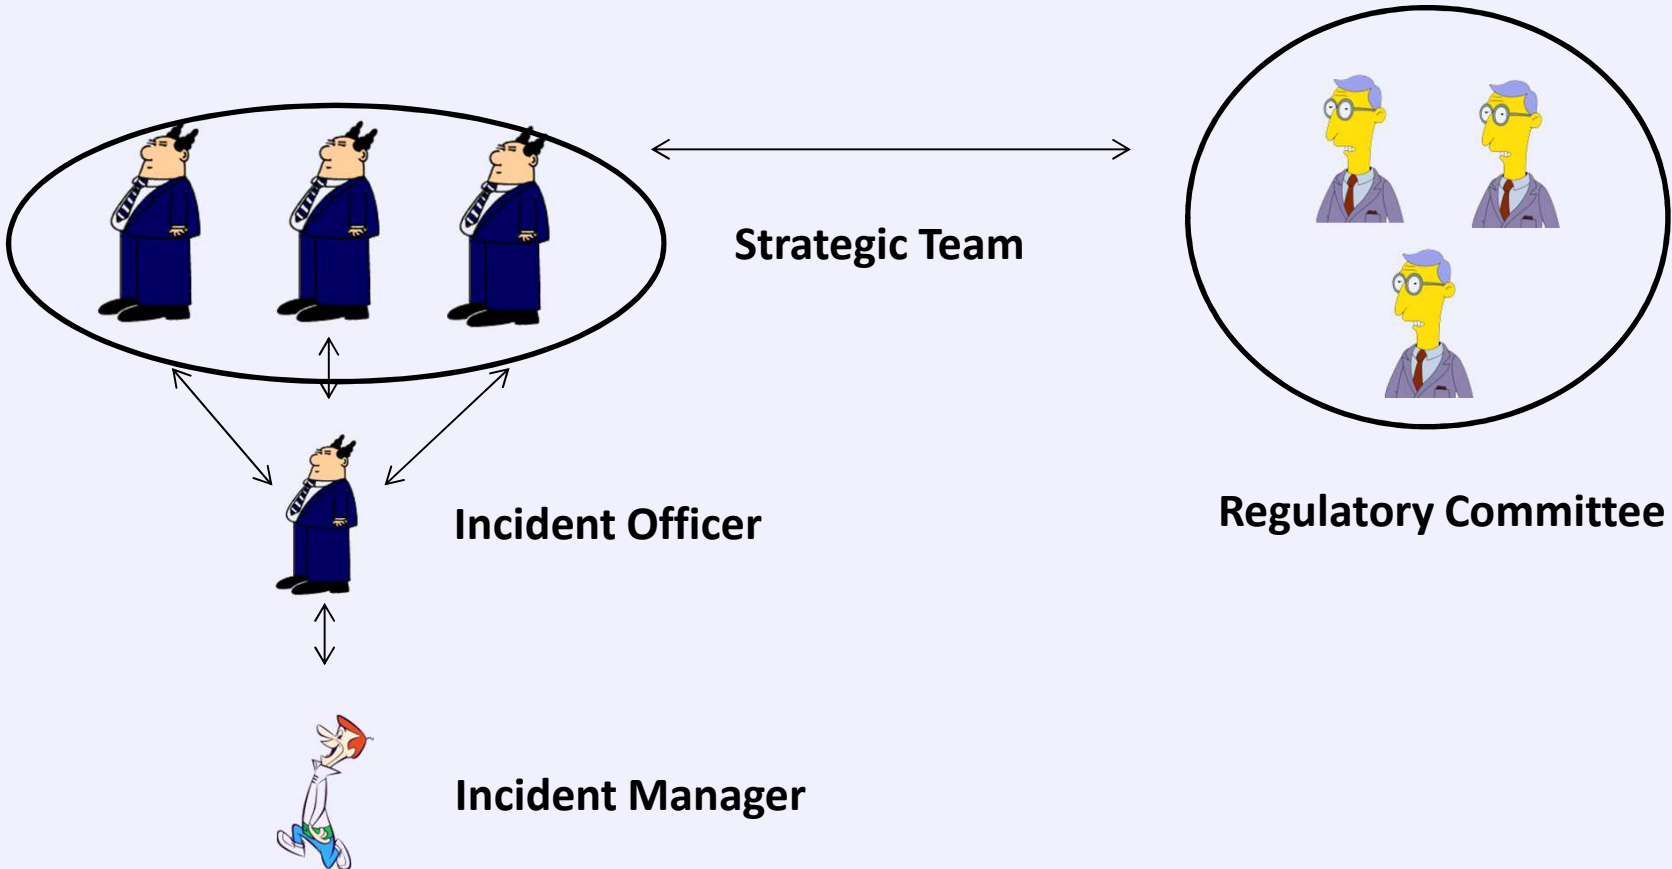 Strategic Team
Incident Officer
Regulatory Committee
Incident Manager